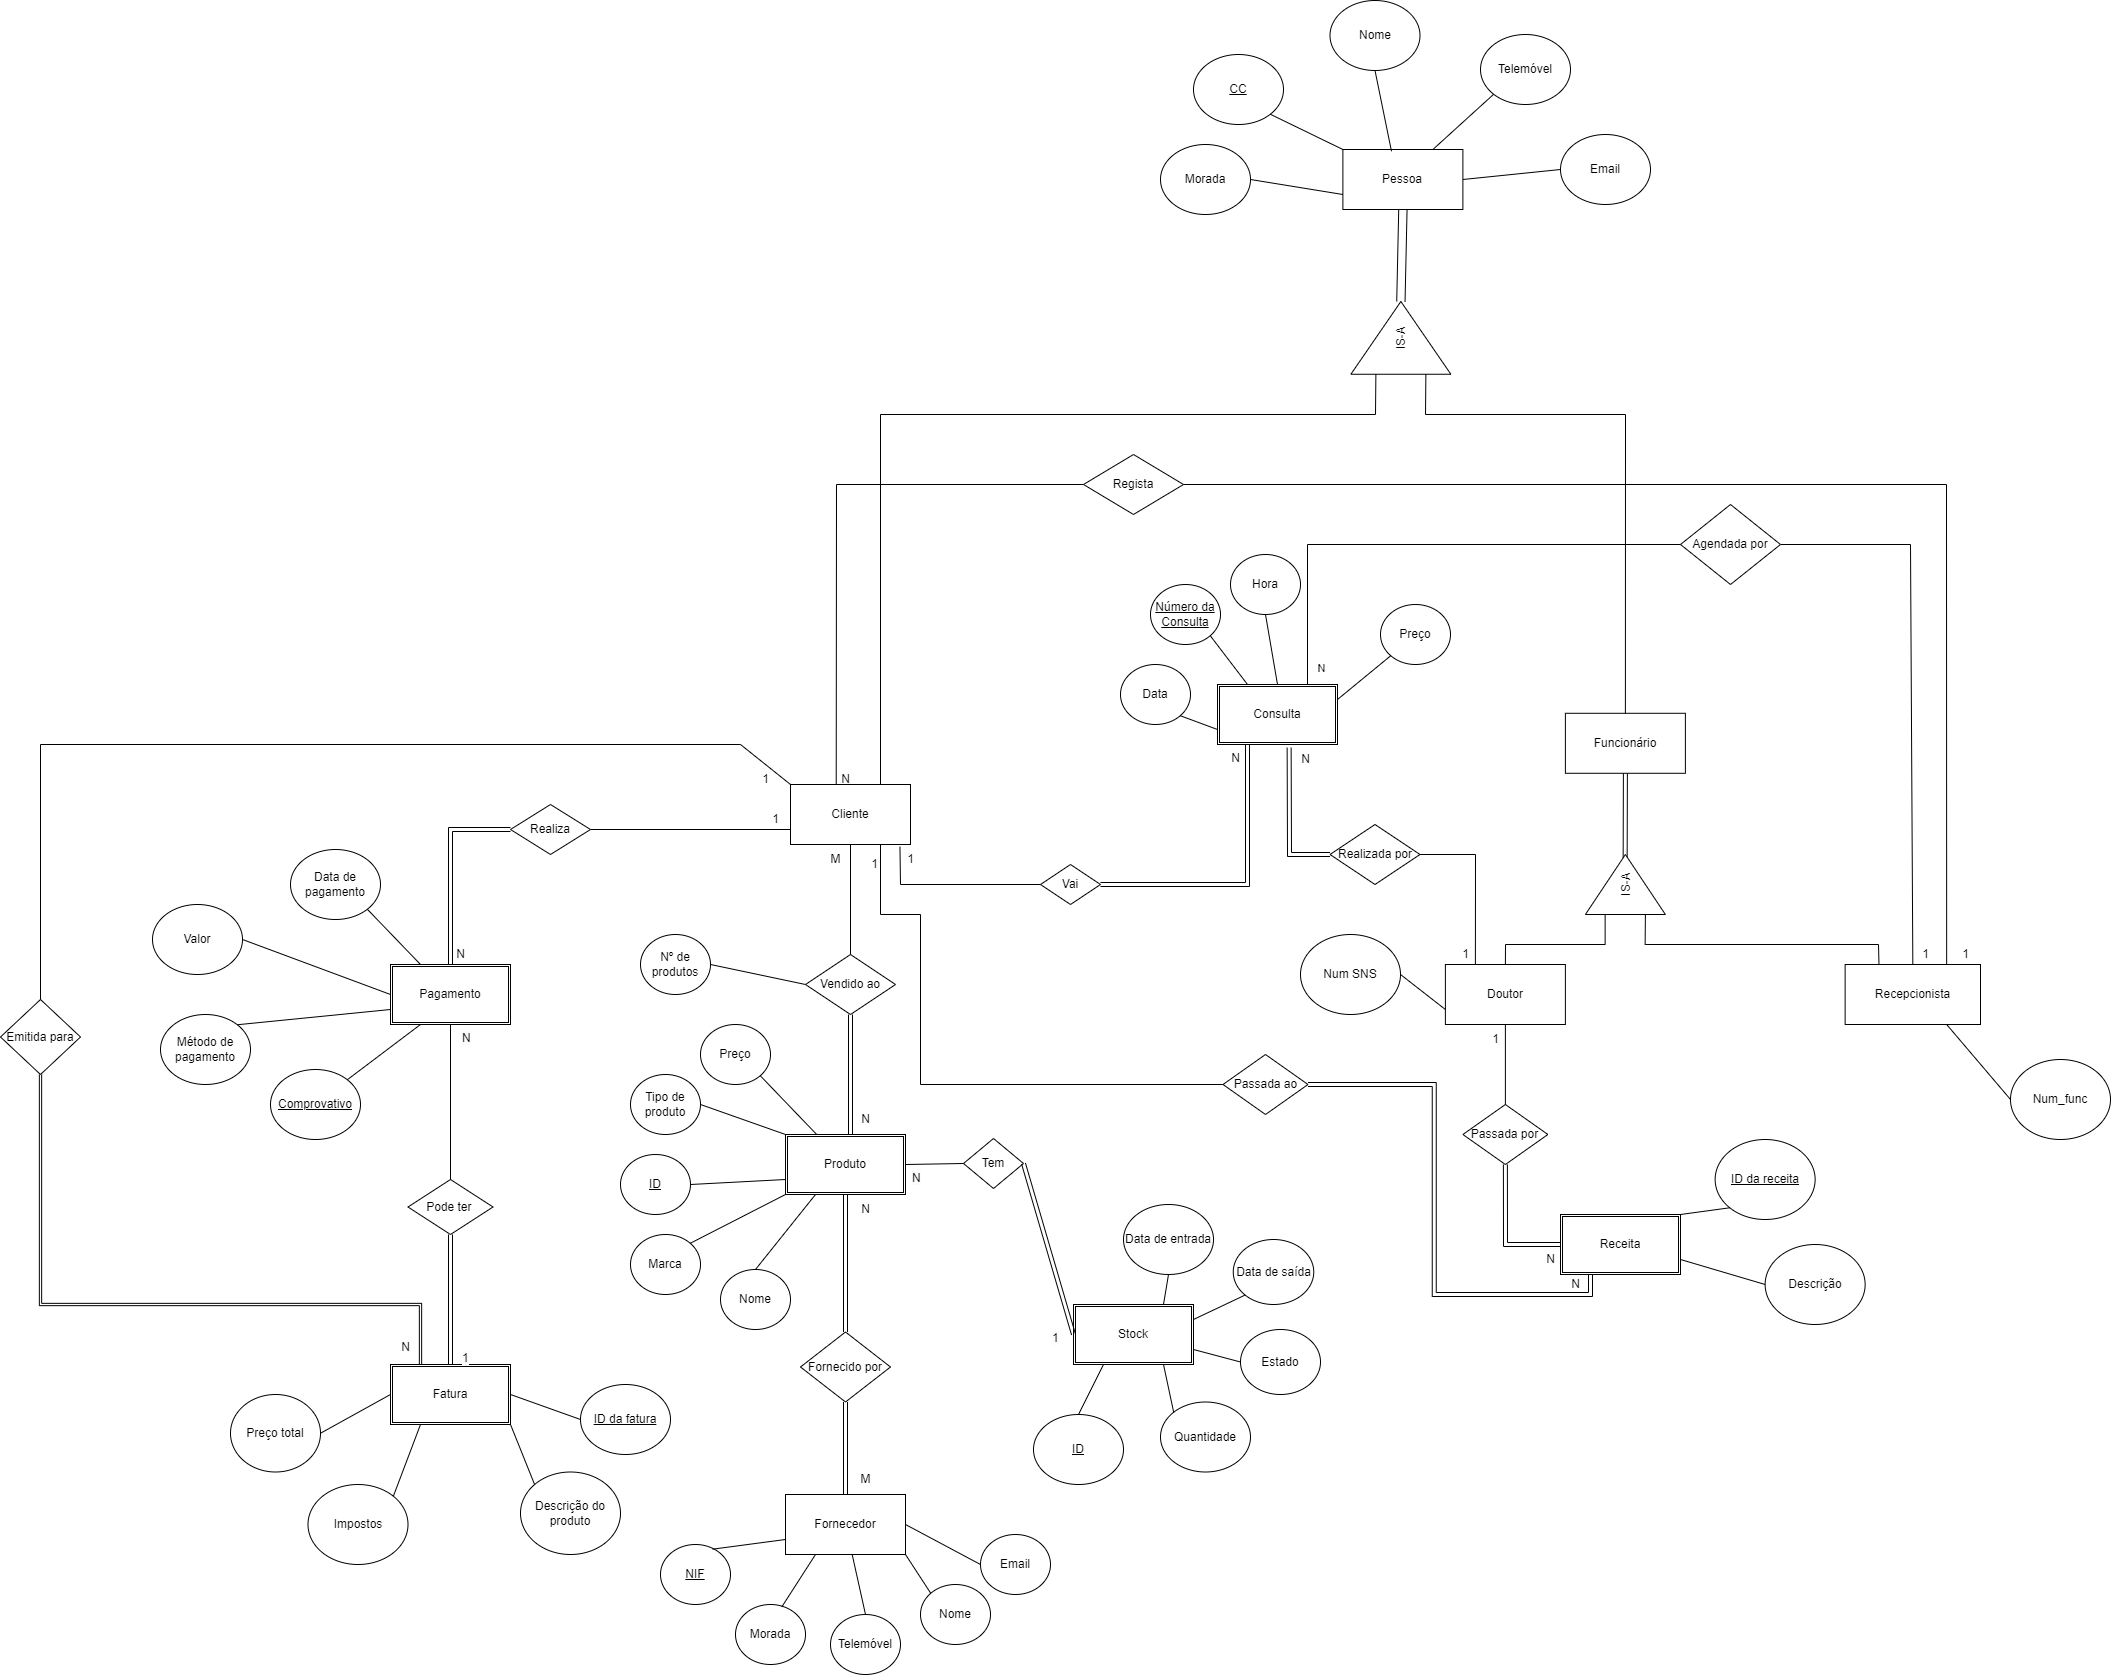 Nome
Telemóvel
CC
Email
Morada
Pessoa
IS-A
Regista
Agendada por
Hora
Número da
Consulta
Preço
N
Data
Consulta
Funcionário
N
N
1
N
Cliente
1
Realiza
M
1
1
Realizada por
Vai
IS-A
Data de
pagamento
Valor
N
Pagamento
Nº de
produtos
Vendido ao
Num SNS
1
Doutor
1
1
Recepcionista
Emitida para
Método de
pagamento
N
Comprovativo
Preço
Tipo de
produto
N
1
Passada ao
Num_func
Passada por
Produto
Tem
N
ID
N
Pode ter
ID da receita
Marca
Nome
Data de entrada
Data de saída
Receita
N
N
Descrição
N
1
Fornecido por
1
Stock
Estado
Fatura
ID da fatura
Preço total
ID
Quantidade
Impostos
Descrição do
produto
M
Fornecedor
NIF
Email
Morada
Telemóvel
Nome